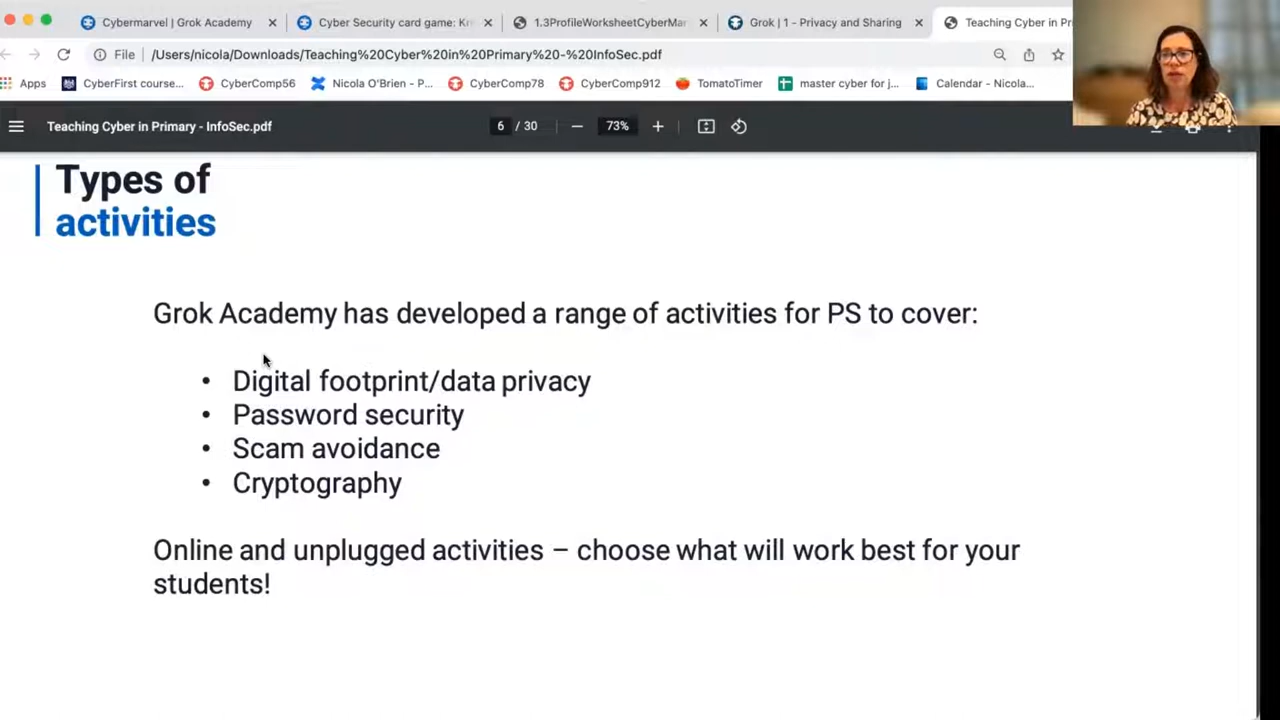 Cybermarvel | Grok Academy
Cyber Security card game: Kr
1.3ProfileWorksheetCyberMar
Grok | 1 - Privacy and Sharing
Teaching Cyber in Pri
File | /Users/nicola/Downloads/Teaching%20Cyber%20in%20Primary%20-%20InfoSec.pdf
Apps
CyberFirst course...
CyberComp56
Nicola O'Brien - P...
CyberComp78
CyberComp912
TomatoTimer
master cyber for j...
Calendar - Nicola...
Teaching Cyber in Primary - InfoSec.pdf
6 / 30
73%
Types of
activities
Grok Academy has developed a range of activities for PS to cover:
• Digital footprint/data privacy
• Password security
• Scam avoidance
• Cryptography
Online and unplugged activities – choose what will work best for your
students!